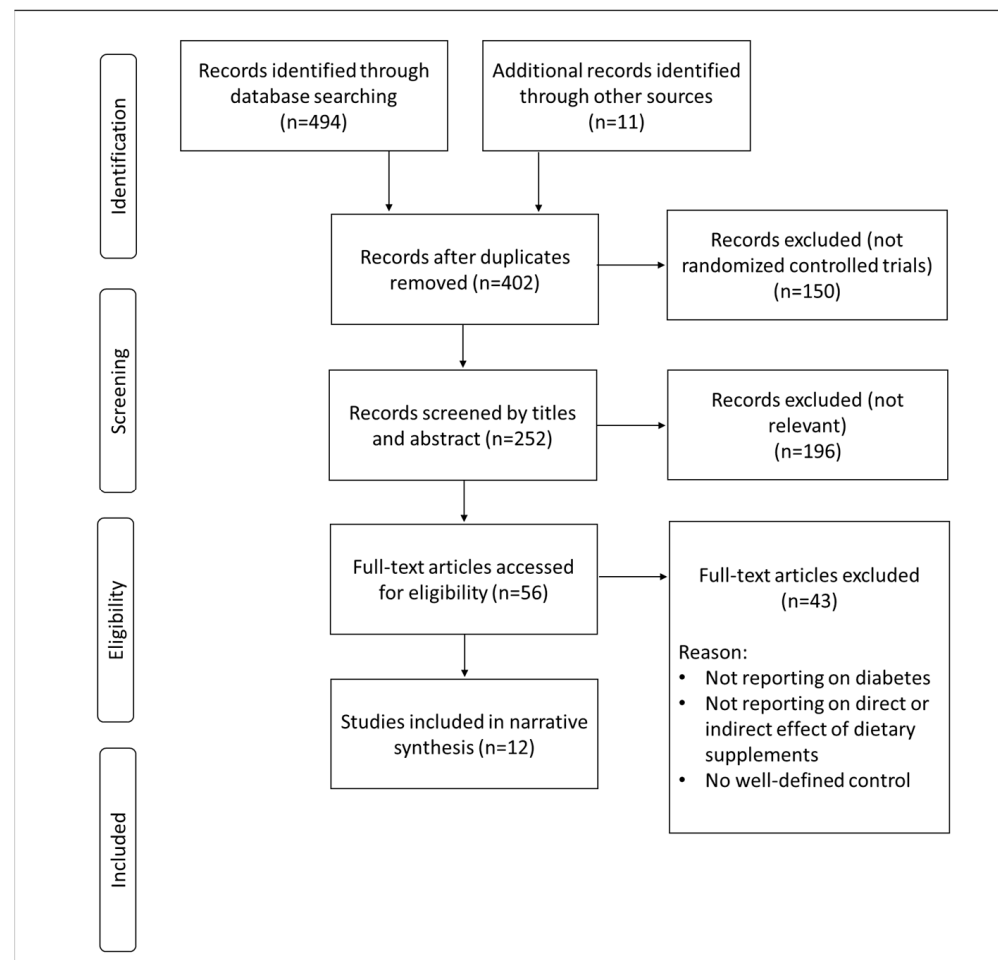 Identification
Records identified through
database searching
(n=494)
Additional records identified
through other sources
(n=11)
Records after duplicates
removed (n=402)
Records excluded (not
randomized controlled trials)
(n=150)
Screening
Records screened by titles
and abstract (n=252)
Records excluded (not
relevant)
(n=196)
Eligibility
Full-text articles accessed
for eligibility (n=56)
Full-text articles excluded
(n=43)
Reason:
• Not reporting on diabetes
• Not reporting on direct or
indirect effect of dietary
supplements
• No well-defined control
Included
Studies included in narrative
synthesis (n=12)